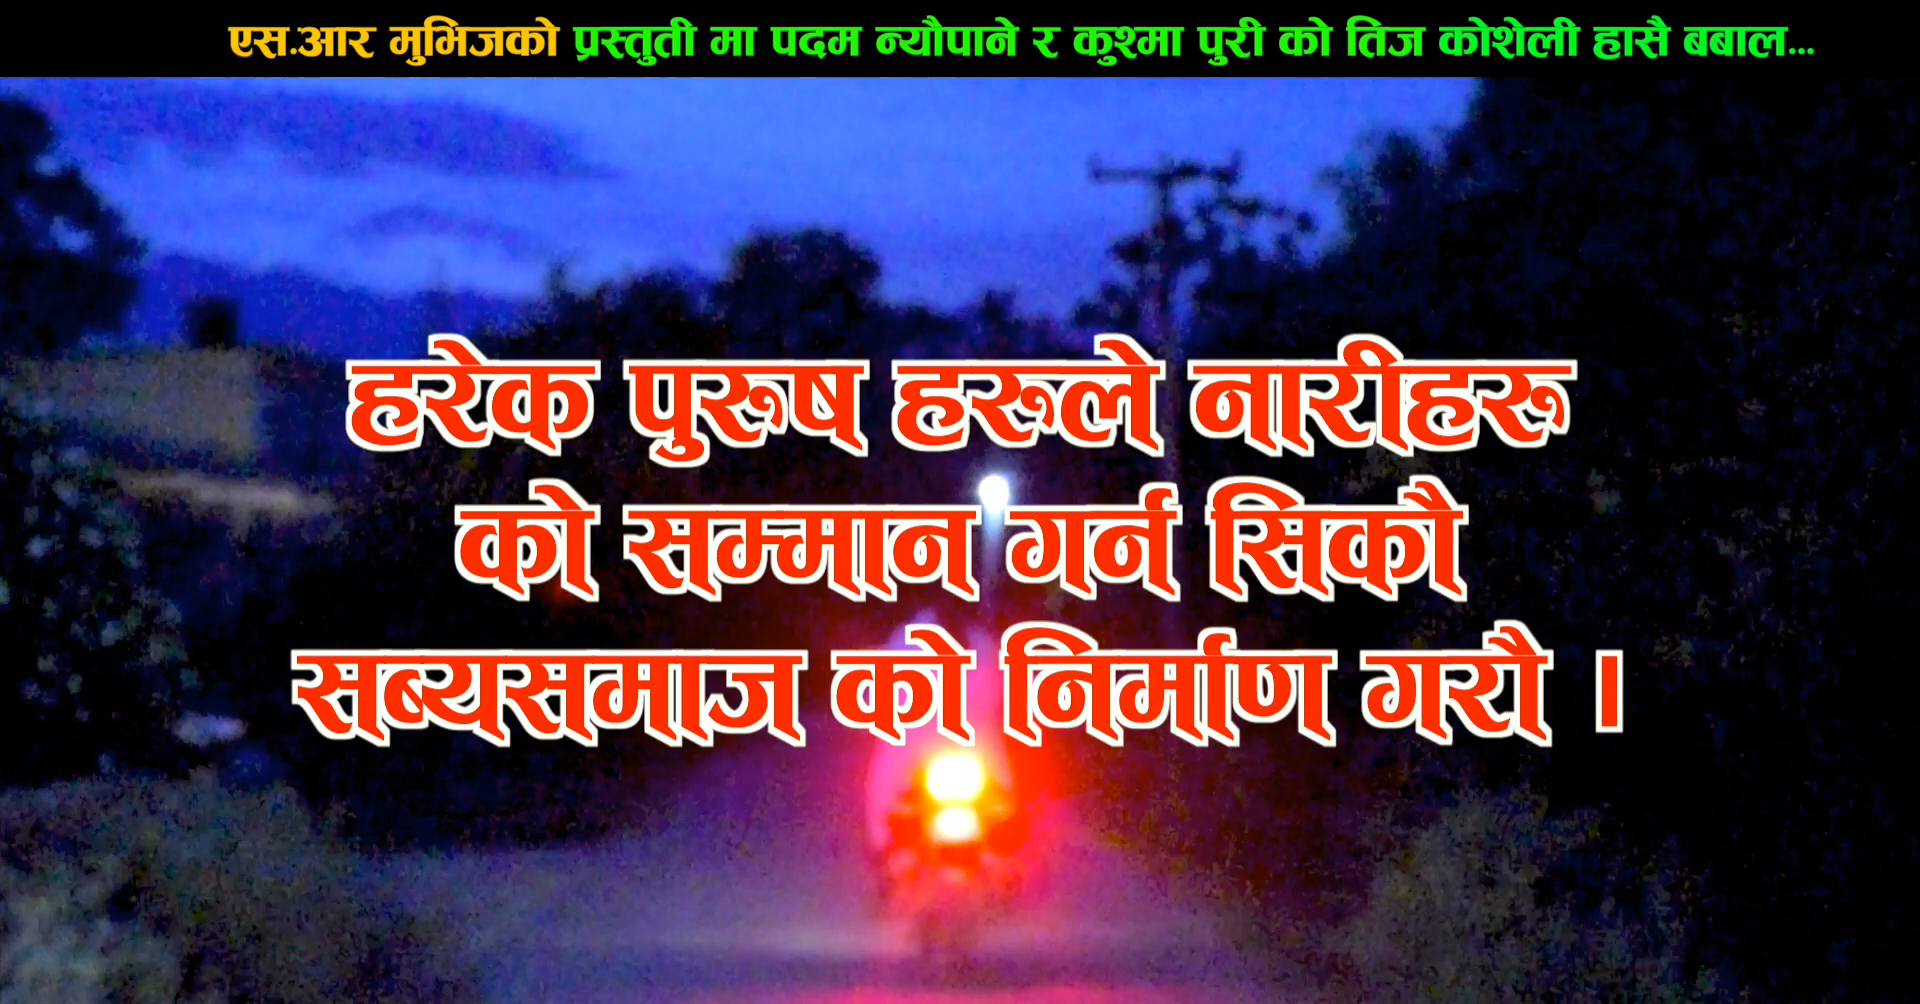 एस.आर मुभिजको प्रस्तुती मा पदम न्यौपाने र कुश्मा पुरी को तिज कोशेली हासै बबाल...
हरेक पुरुष हरुले नारीहरु
को सम्मान गर्न सिकौ
सब्यसमाज को निर्माण गरौ ।